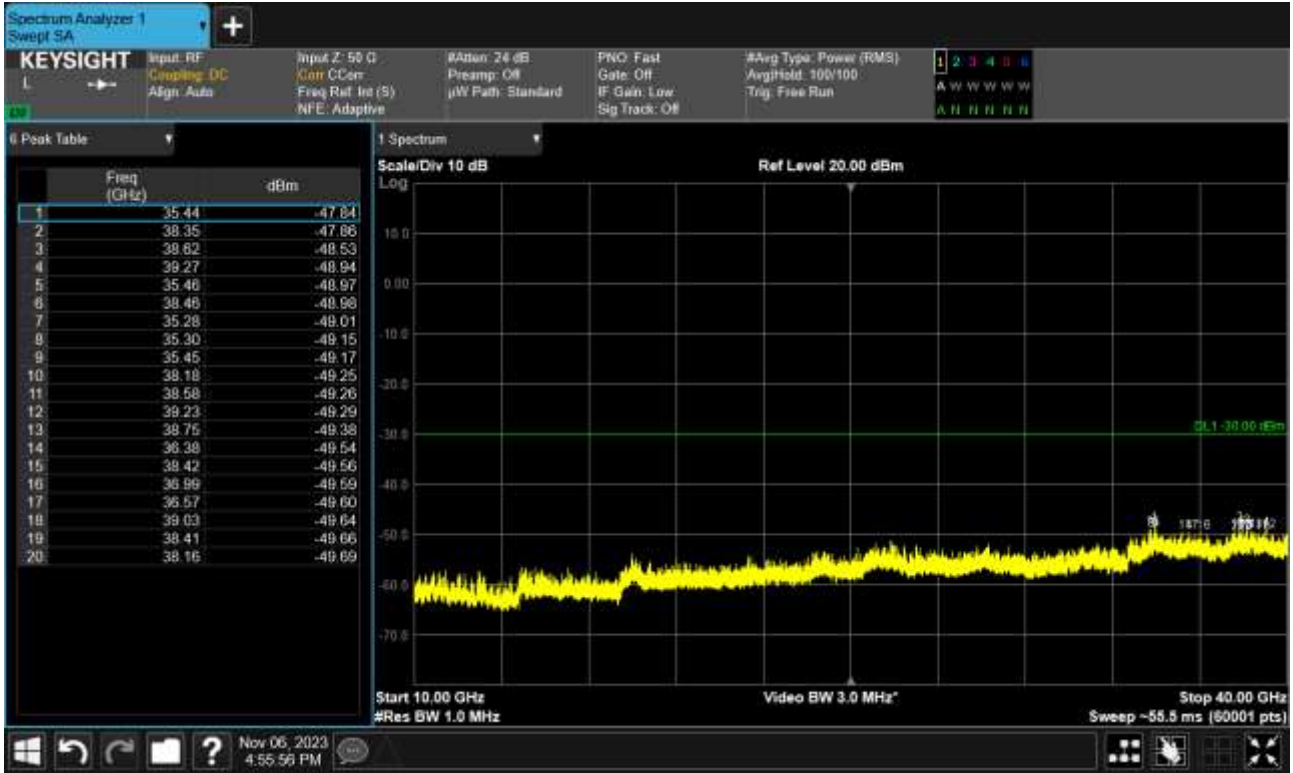 Spectrum Analyzer 1
Swept SA
+
KEYSIGHT
L
Input: RF
Coupling: DC
Align: Auto
Input Z: 50 Ω
Corr CCorr
Freq Ref: Int (S)
NFE: Adaptive
#Atten: 24 dB
Preamp: Off
µW Path: Standard
PNO: Fast
Gate: Off
IF Gain: Low
Sig Track: Off
#Avg Type: Power (RMS)
Avg|Hold: 100/100
Trig: Free Run
1 2 3 4 5 6
A W W W W W
A N N N N N
6 Peak Table
Freq (GHz) dBm
1 35.44 -47.84
2 38.35 -47.86
3 38.62 -48.53
4 39.27 -48.94
5 35.46 -48.97
6 38.46 -48.98
7 35.28 -49.01
8 35.30 -49.15
9 35.45 -49.17
10 38.18 -49.25
11 38.58 -49.26
12 39.23 -49.29
13 38.75 -49.38
14 36.38 -49.54
15 38.42 -49.56
16 36.99 -49.59
17 36.57 -49.60
18 39.03 -49.64
19 38.41 -49.66
20 38.16 -49.69
1 Spectrum
Scale/Div 10 dB
Ref Level 20.00 dBm
Log
10.0
0.00
-10.0
-20.0
-30.0
DL1 -30.00 dBm
-40.0
-50.0
-60.0
-70.0
Start 10.00 GHz
Video BW 3.0 MHz*
Stop 40.00 GHz
#Res BW 1.0 MHz
Sweep ~55.5 ms (60001 pts)
?
Nov 06, 2023
4:55:56 PM